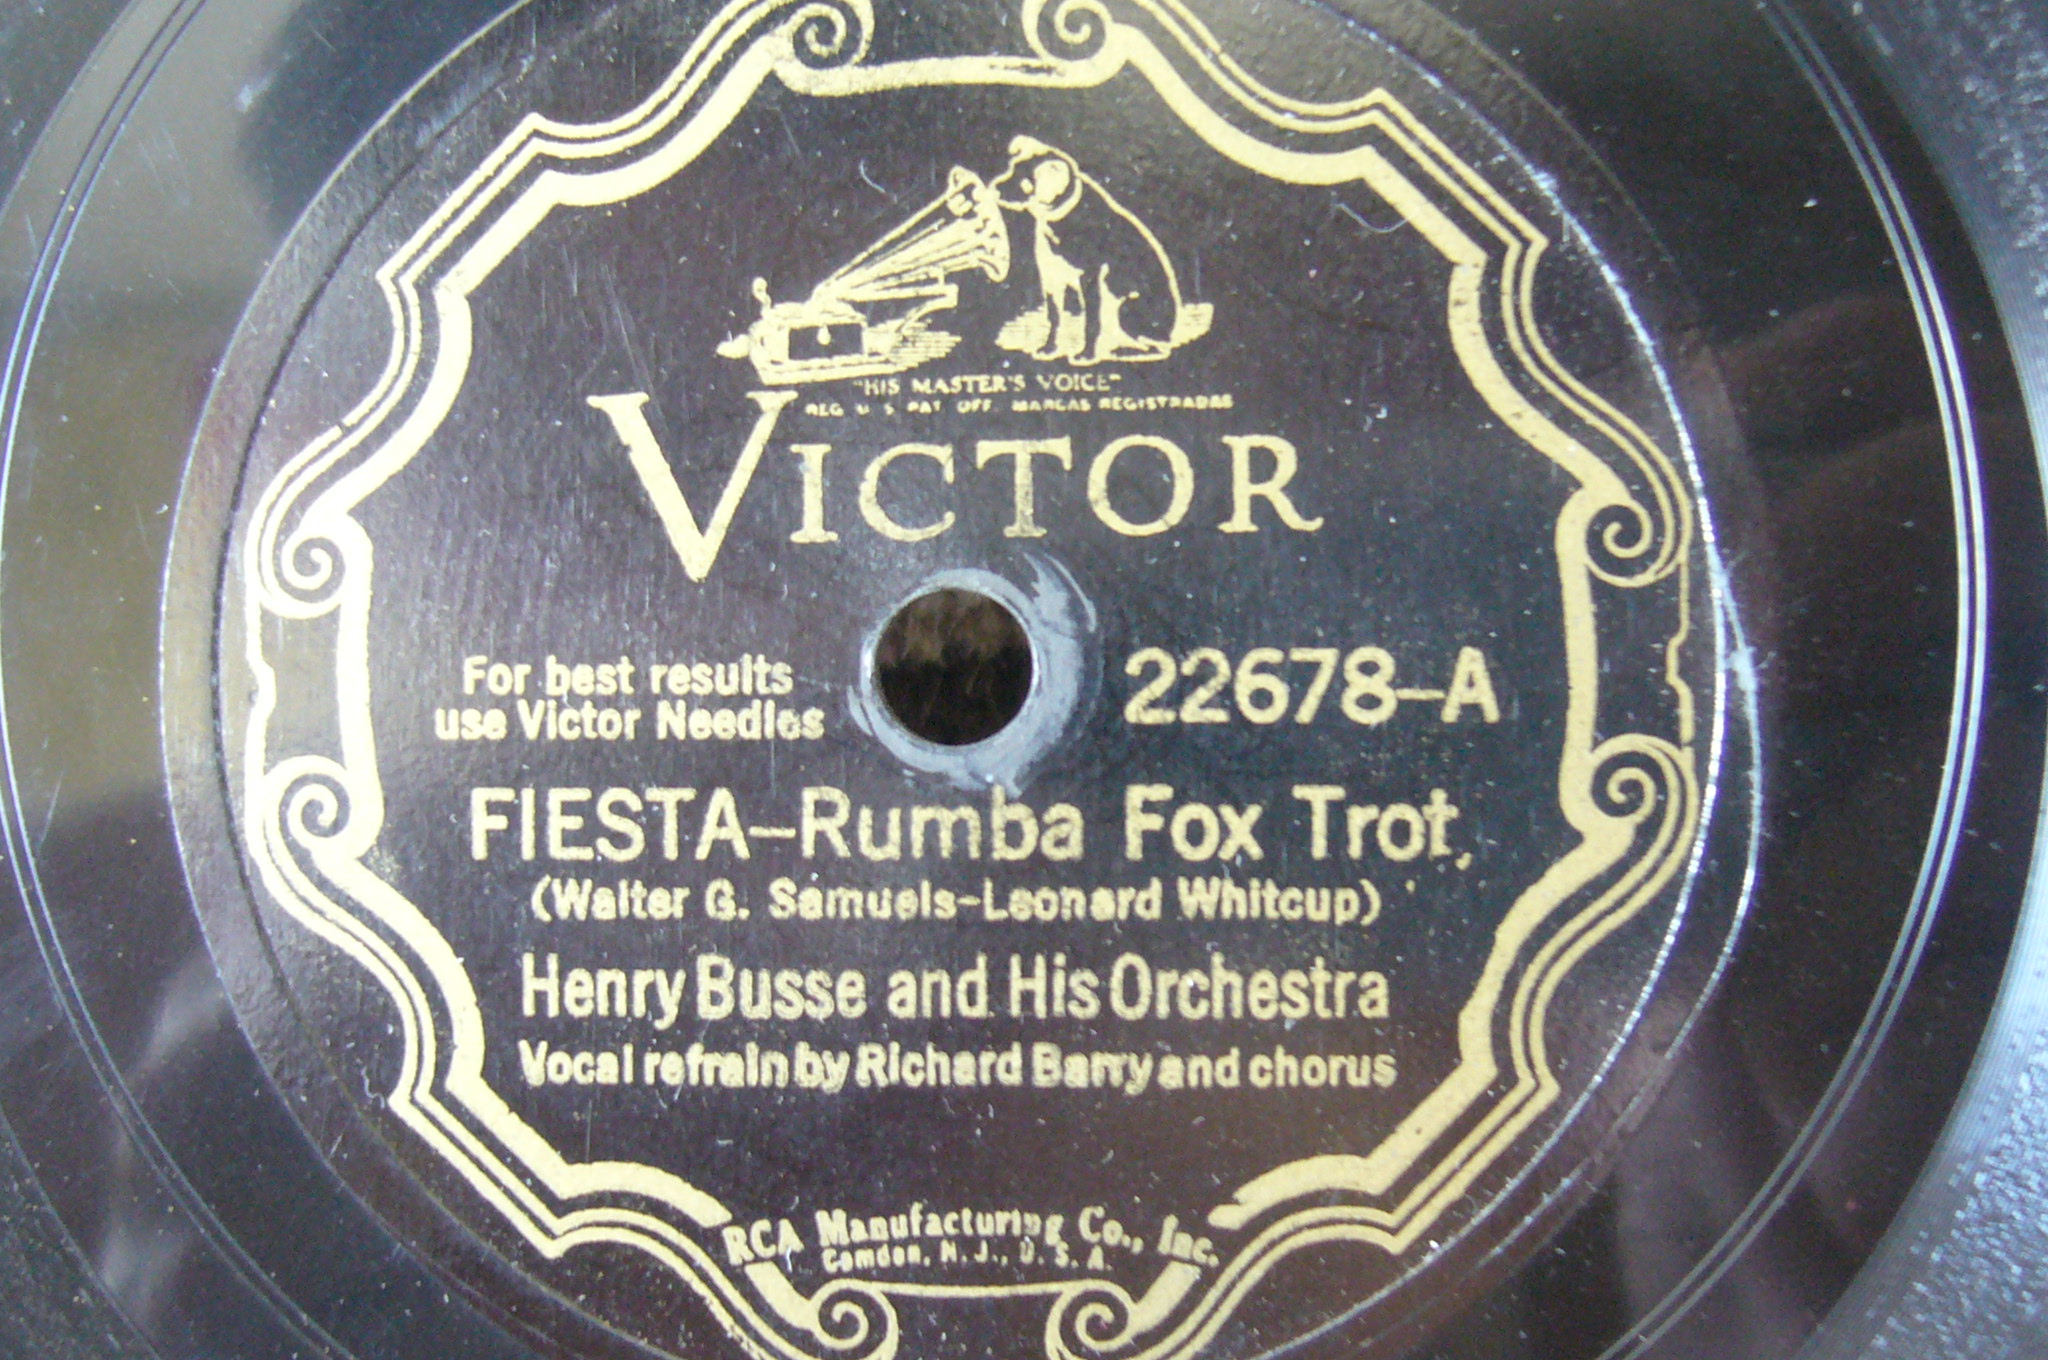 "HIS MASTER'S VOICE"
REG U S PAT OFF. MARCAS REGISTRADAS
VICTOR
For best results
use Victor Needles
22678-A
FIESTA-Rumba Fox Trot.
(Walter G. Samuels-Leonard Whitcup)
Henry Busse and His Orchestra
Vocal refrain by Richard Barry and chorus
RCA Manufacturing Co., Inc.
Camden, N. J., U. S. A.